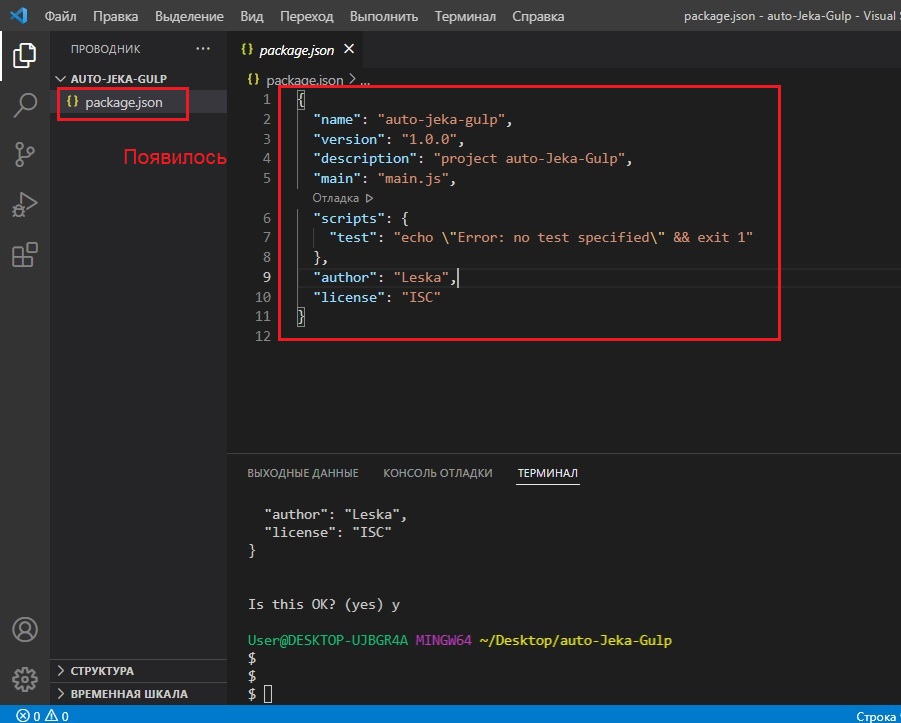 Файл Правка Выделение Вид Переход Выполнить Терминал Справка package.json - auto-Jeka-Gulp - Visual
ПРОВОДНИК ...
AUTO-JEKA-GULP
{} package.json
Появилось
{} package.json ×
{} package.json > ...
1 {
2 "name": "auto-jeka-gulp",
3 "version": "1.0.0",
4 "description": "project auto-Jeka-Gulp",
5 "main": "main.js",
Отладка
6 "scripts": {
7 "test": "echo \"Error: no test specified\" && exit 1"
8 },
9 "author": "Leska",
10 "license": "ISC"
11 }
12
ВЫХОДНЫЕ ДАННЫЕ КОНСОЛЬ ОТЛАДКИ ТЕРМИНАЛ
"author": "Leska",
"license": "ISC"
}
Is this OK? (yes) y
User@DESKTOP-UJBGR4A MINGW64 ~/Desktop/auto-Jeka-Gulp
$
$
$
СТРУКТУРА
ВРЕМЕННАЯ ШКАЛА
0 0 Строка